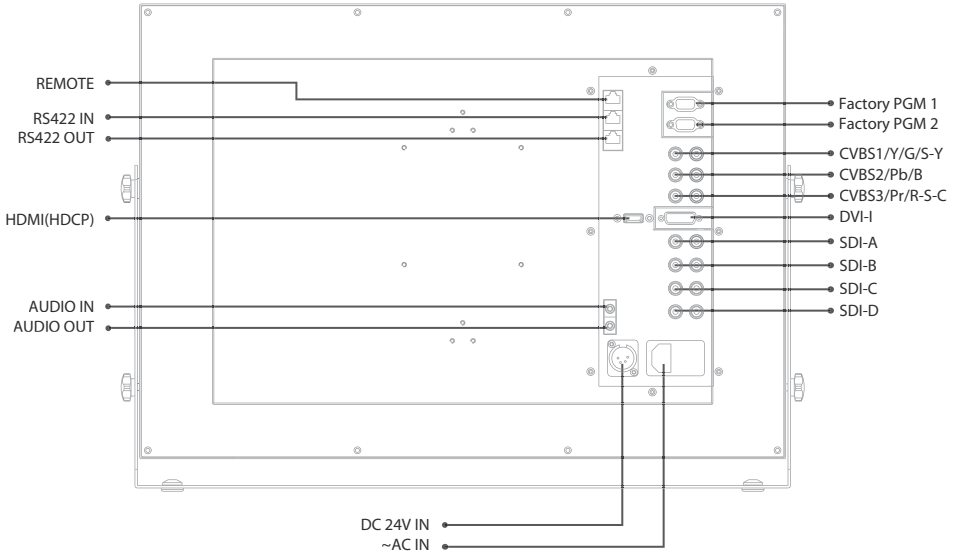 REMOTE
RS422 IN
RS422 OUT
HDMI(HDCP)
AUDIO IN
AUDIO OUT
Factory PGM 1
Factory PGM 2
CVBS1/Y/G/S-Y
CVBS2/Pb/B
CVBS3/Pr/R-S-C
DVI-I
SDI-A
SDI-B
SDI-C
SDI-D
DC 24V IN
~AC IN